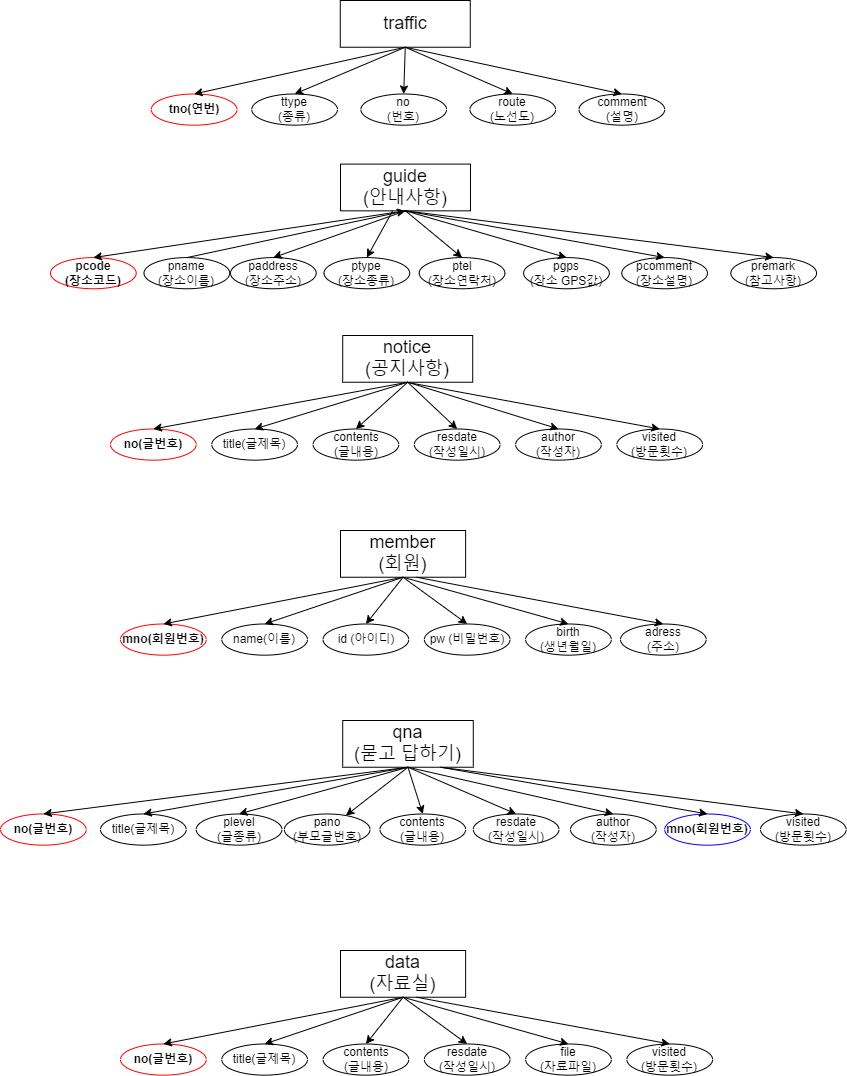 traffic
tno(연번)
ttype
(종류)
no
(번호)
route
(노선도)
comment
(설명)
guide
(안내사항)
pcode
(장소코드)
pname
(장소이름)
paddress
(장소주소)
ptype
(장소종류)
ptel
(장소연락처)
pgps
(장소 GPS값)
pcomment
(장소설명)
premark
(참고사항)
notice
(공지사항)
no(글번호)
title(글제목)
contents
(글내용)
resdate
(작성일시)
author
(작성자)
visited
(방문횟수)
member
(회원)
mno(회원번호)
name(이름)
id (아이디)
pw (비밀번호)
birth
(생년월일)
adress
(주소)
qna
(묻고 답하기)
no(글번호)
title(글제목)
plevel
(글종류)
pano
(부모글번호)
contents
(글내용)
resdate
(작성일시)
author
(작성자)
mno(회원번호)
visited
(방문횟수)
data
(자료실)
no(글번호)
title(글제목)
contents
(글내용)
resdate
(작성일시)
file
(자료파일)
visited
(방문횟수)